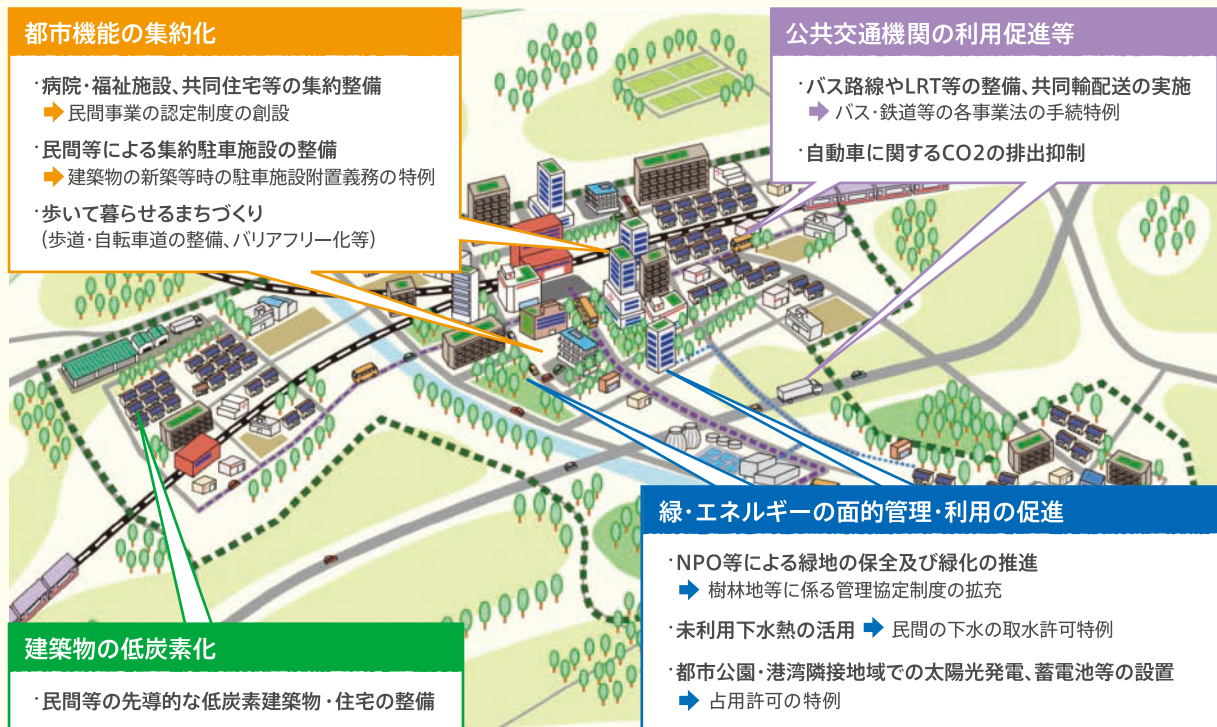 都市機能の集約化
・病院・福祉施設、共同住宅等の集約整備
➡ 民間事業の認定制度の創設
・民間等による集約駐車施設の整備
➡ 建築物の新築等時の駐車施設附置義務の特例
・歩いて暮らせるまちづくり
(歩道・自転車道の整備、バリアフリー化等)
公共交通機関の利用促進等
・バス路線やLRT等の整備、共同輸配送の実施
➡ バス・鉄道等の各事業法の手続特例
・自動車に関するCO2の排出抑制
緑・エネルギーの面的管理・利用の促進
・NPO等による緑地の保全及び緑化の推進
➡ 樹林地等に係る管理協定制度の拡充
・未利用下水熱の活用 ➡ 民間の下水の取水許可特例
・都市公園・港湾隣接地域での太陽光発電、蓄電池等の設置
➡ 占用許可の特例
建築物の低炭素化
・民間等の先導的な低炭素建築物・住宅の整備